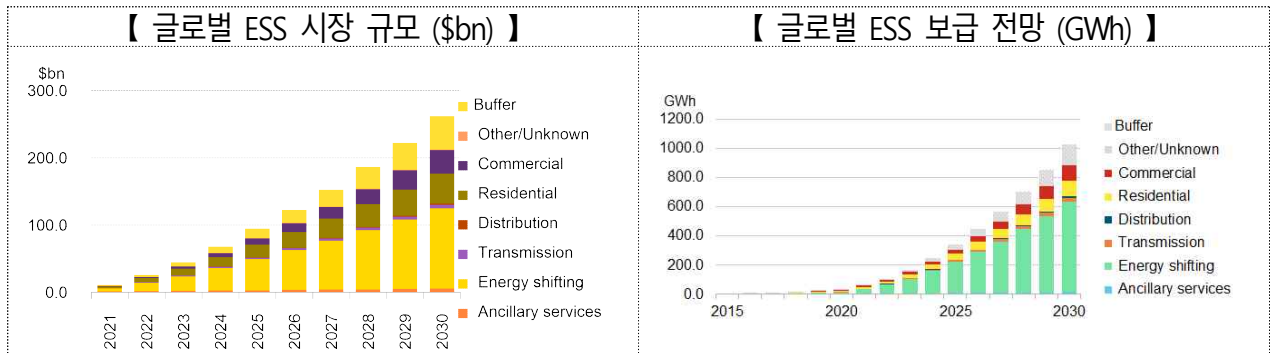 【 글로벌 ESS 시장 규모 ($bn) 】
$bn
300.0
200.0
100.0
0.0
2021
2022
2023
2024
2025
2026
2027
2028
2029
2030
Buffer
Other/Unknown
Commercial
Residential
Distribution
Transmission
Energy shifting
Ancillary services
【 글로벌 ESS 보급 전망 (GWh) 】
GWh
1200.0
1000.0
800.0
600.0
400.0
200.0
0.0
2015
2020
2025
2030
Buffer
Other/Unknown
Commercial
Residential
Distribution
Transmission
Energy shifting
Ancillary services